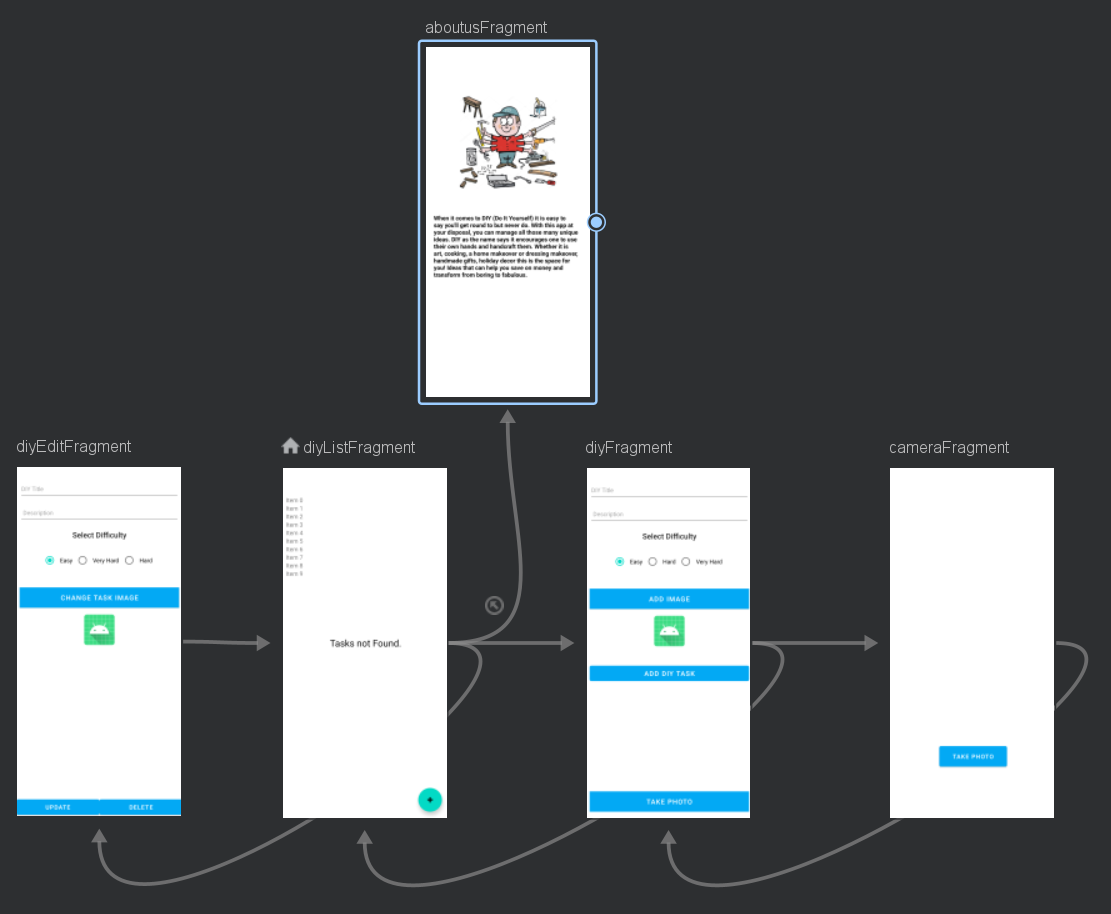 aboutusFragment
When it comes to DIY (Do It Yourself) it is easy to
say you'll get round to but never do. With this app at
your disposal, you can manage all those many unique
ideas. DIY as the name says it encourages one to use
their own hands and handcraft them. Whether it is
art, cooking, a home makeover or dressing makeover,
handmade gifts, holiday decor this is the space for
you! Ideas that can help you save on money and
transform from boring to fabulous.
diyEditFragment
DIY Title
Description
Select Difficulty
Easy Very Hard Hard
CHANGE TASK IMAGE
UPDATE DELETE
diyListFragment
Item 0
Item 1
Item 2
Item 3
Item 4
Item 5
Item 6
Item 7
Item 8
Item 9
Tasks not Found.
+
diyFragment
DIY Title
Description
Select Difficulty
Easy Hard Very Hard
ADD IMAGE
ADD DIY TASK
TAKE PHOTO
cameraFragment
TAKE PHOTO